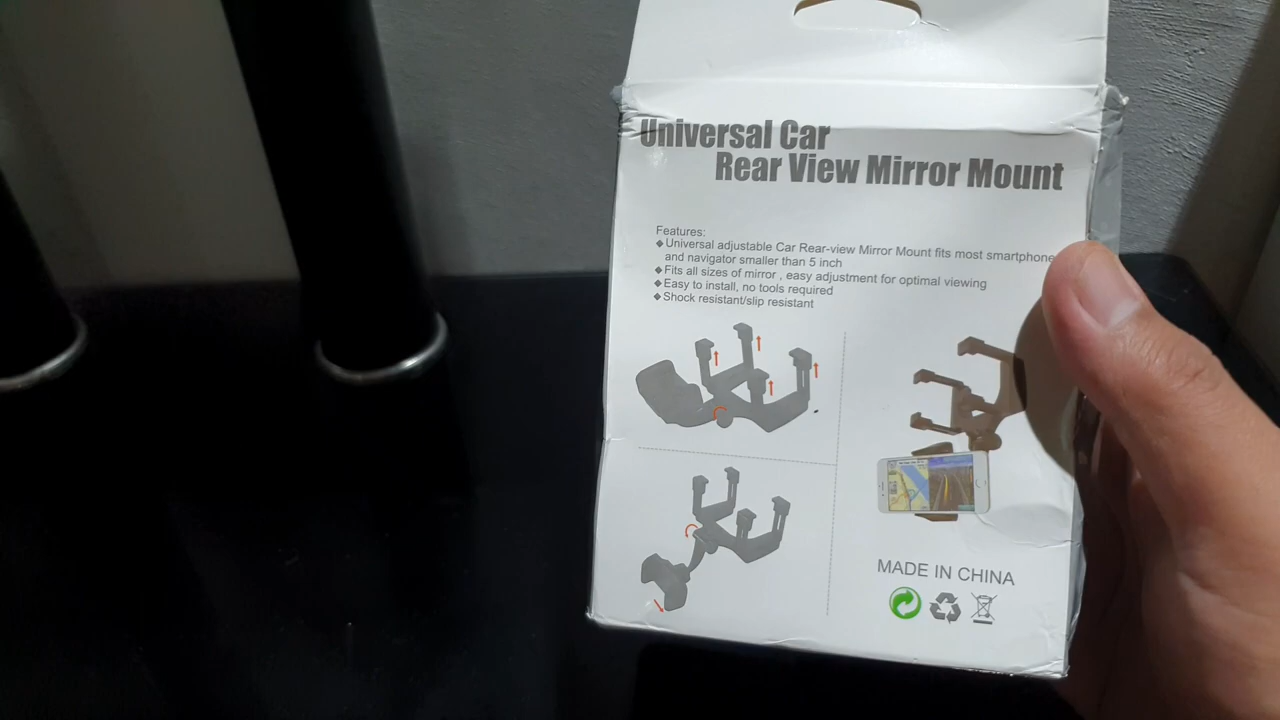 Universal Car
Rear View Mirror Mount
Features:
◆Universal adjustable Car Rear-view Mirror Mount fits most smartphone
and navigator smaller than 5 inch
◆Fits all sizes of mirror , easy adjustment for optimal viewing
◆Easy to install, no tools required
◆Shock resistant/slip resistant
MADE IN CHINA